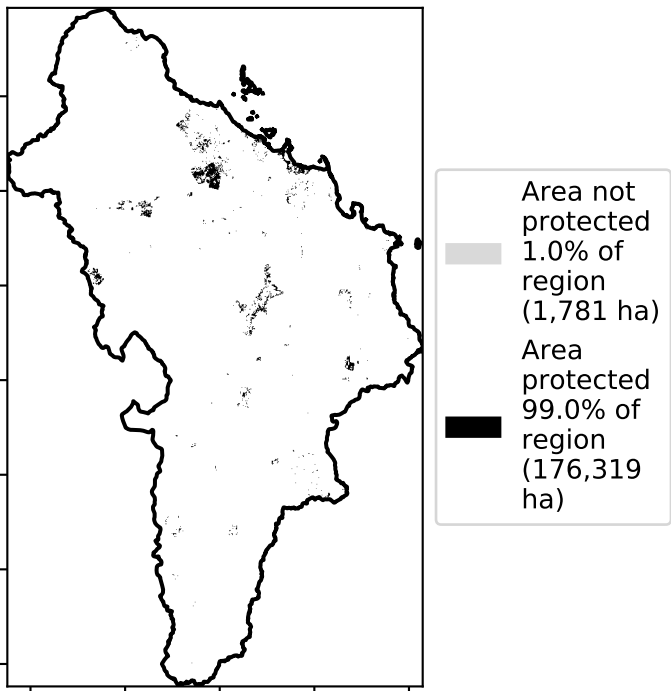 Area not
protected
1.0% of
region
(1,781 ha)
Area
protected
99.0% of
region
(176,319
ha)